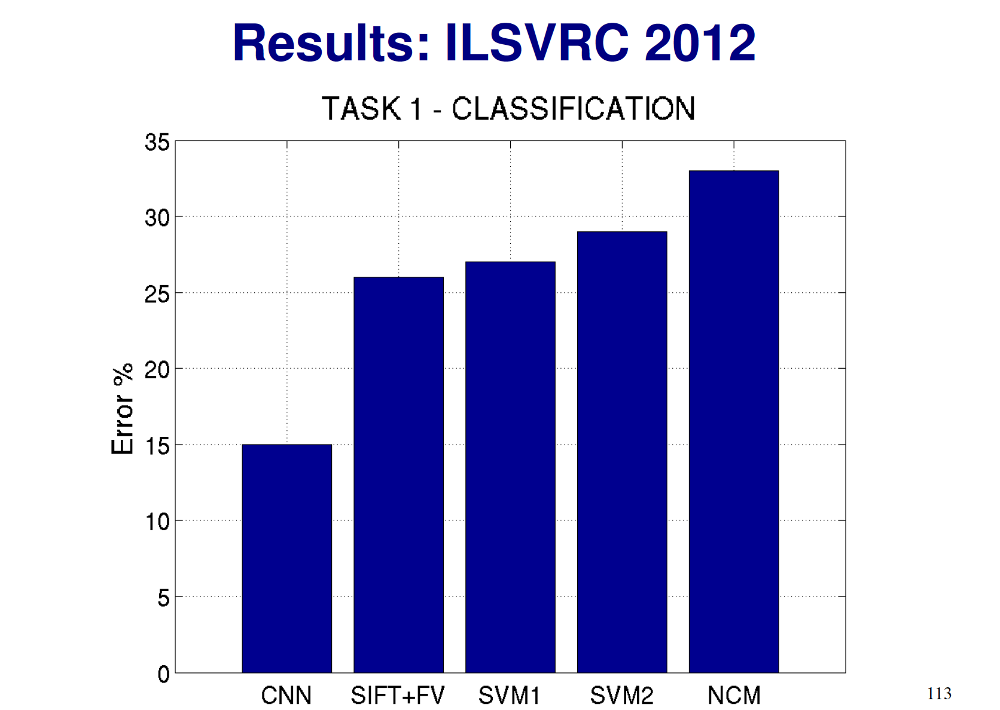 Results: ILSVRC 2012
TASK 1 - CLASSIFICATION
35
30
25
20
15
10
5
0
Error %
CNN SIFT+FV SVM1 SVM2 NCM
113